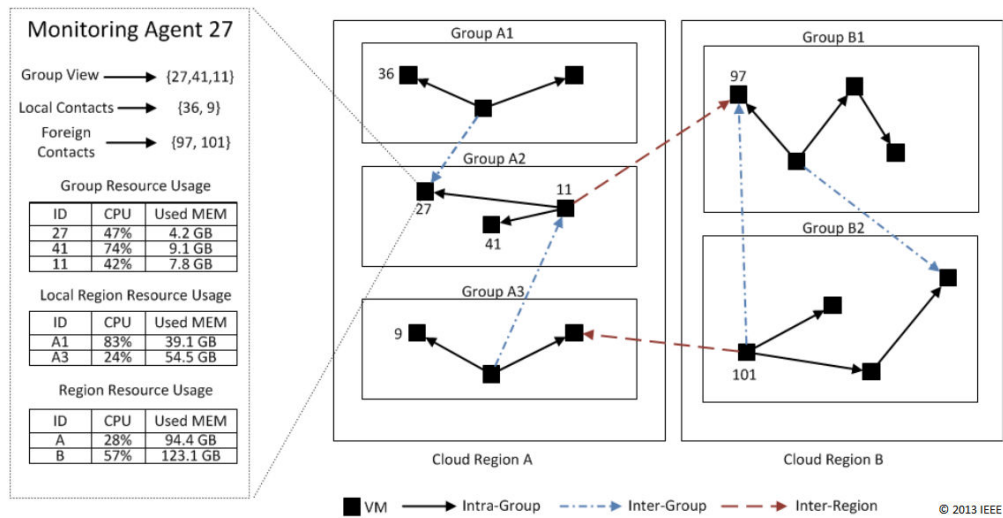 Monitoring Agent 27
Group View {27,41,11}
Local Contacts {36, 9}
Foreign
Contacts {97, 101}
Group Resource Usage
ID CPU Used MEM
27 47% 4.2 GB
41 74% 9.1 GB
11 42% 7.8 GB
Local Region Resource Usage
ID CPU Used MEM
A1 83% 39.1 GB
A3 24% 54.5 GB
Region Resource Usage
ID CPU Used MEM
A 28% 94.4 GB
B 57% 123.1 GB
Group A1
36
Group A2
27
11
41
Group A3
9
Cloud Region A
Group B1
97
Group B2
101
Cloud Region B
VM Intra-Group Inter-Group Inter-Region
© 2013 IEEE